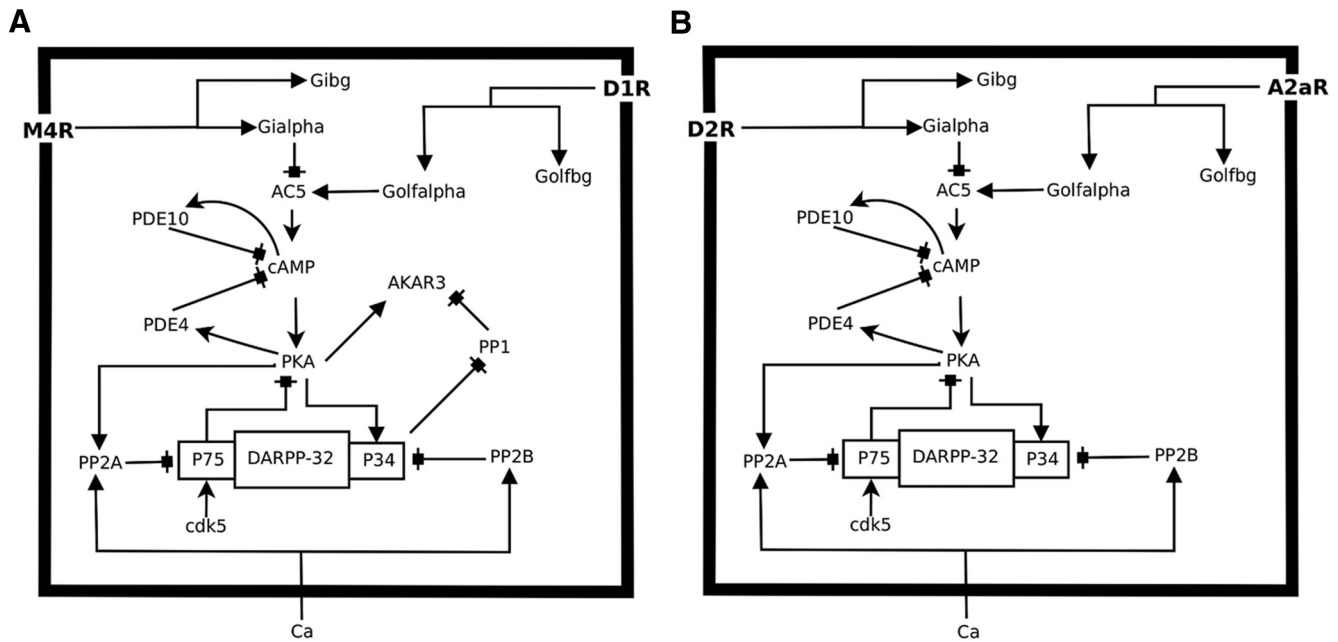 A
Gibg
D1R
M4R
Gialpha
Golfbg
AC5
Golfalpha
PDE10
cAMP
AKAR3
PDE4
PP1
PKA
PP2A
P75
DARPP-32
P34
PP2B
cdk5
Ca
B
Gibg
A2aR
D2R
Gialpha
Golfbg
AC5
Golfalpha
PDE10
cAMP
PDE4
PKA
PP2A
P75
DARPP-32
P34
PP2B
cdk5
Ca